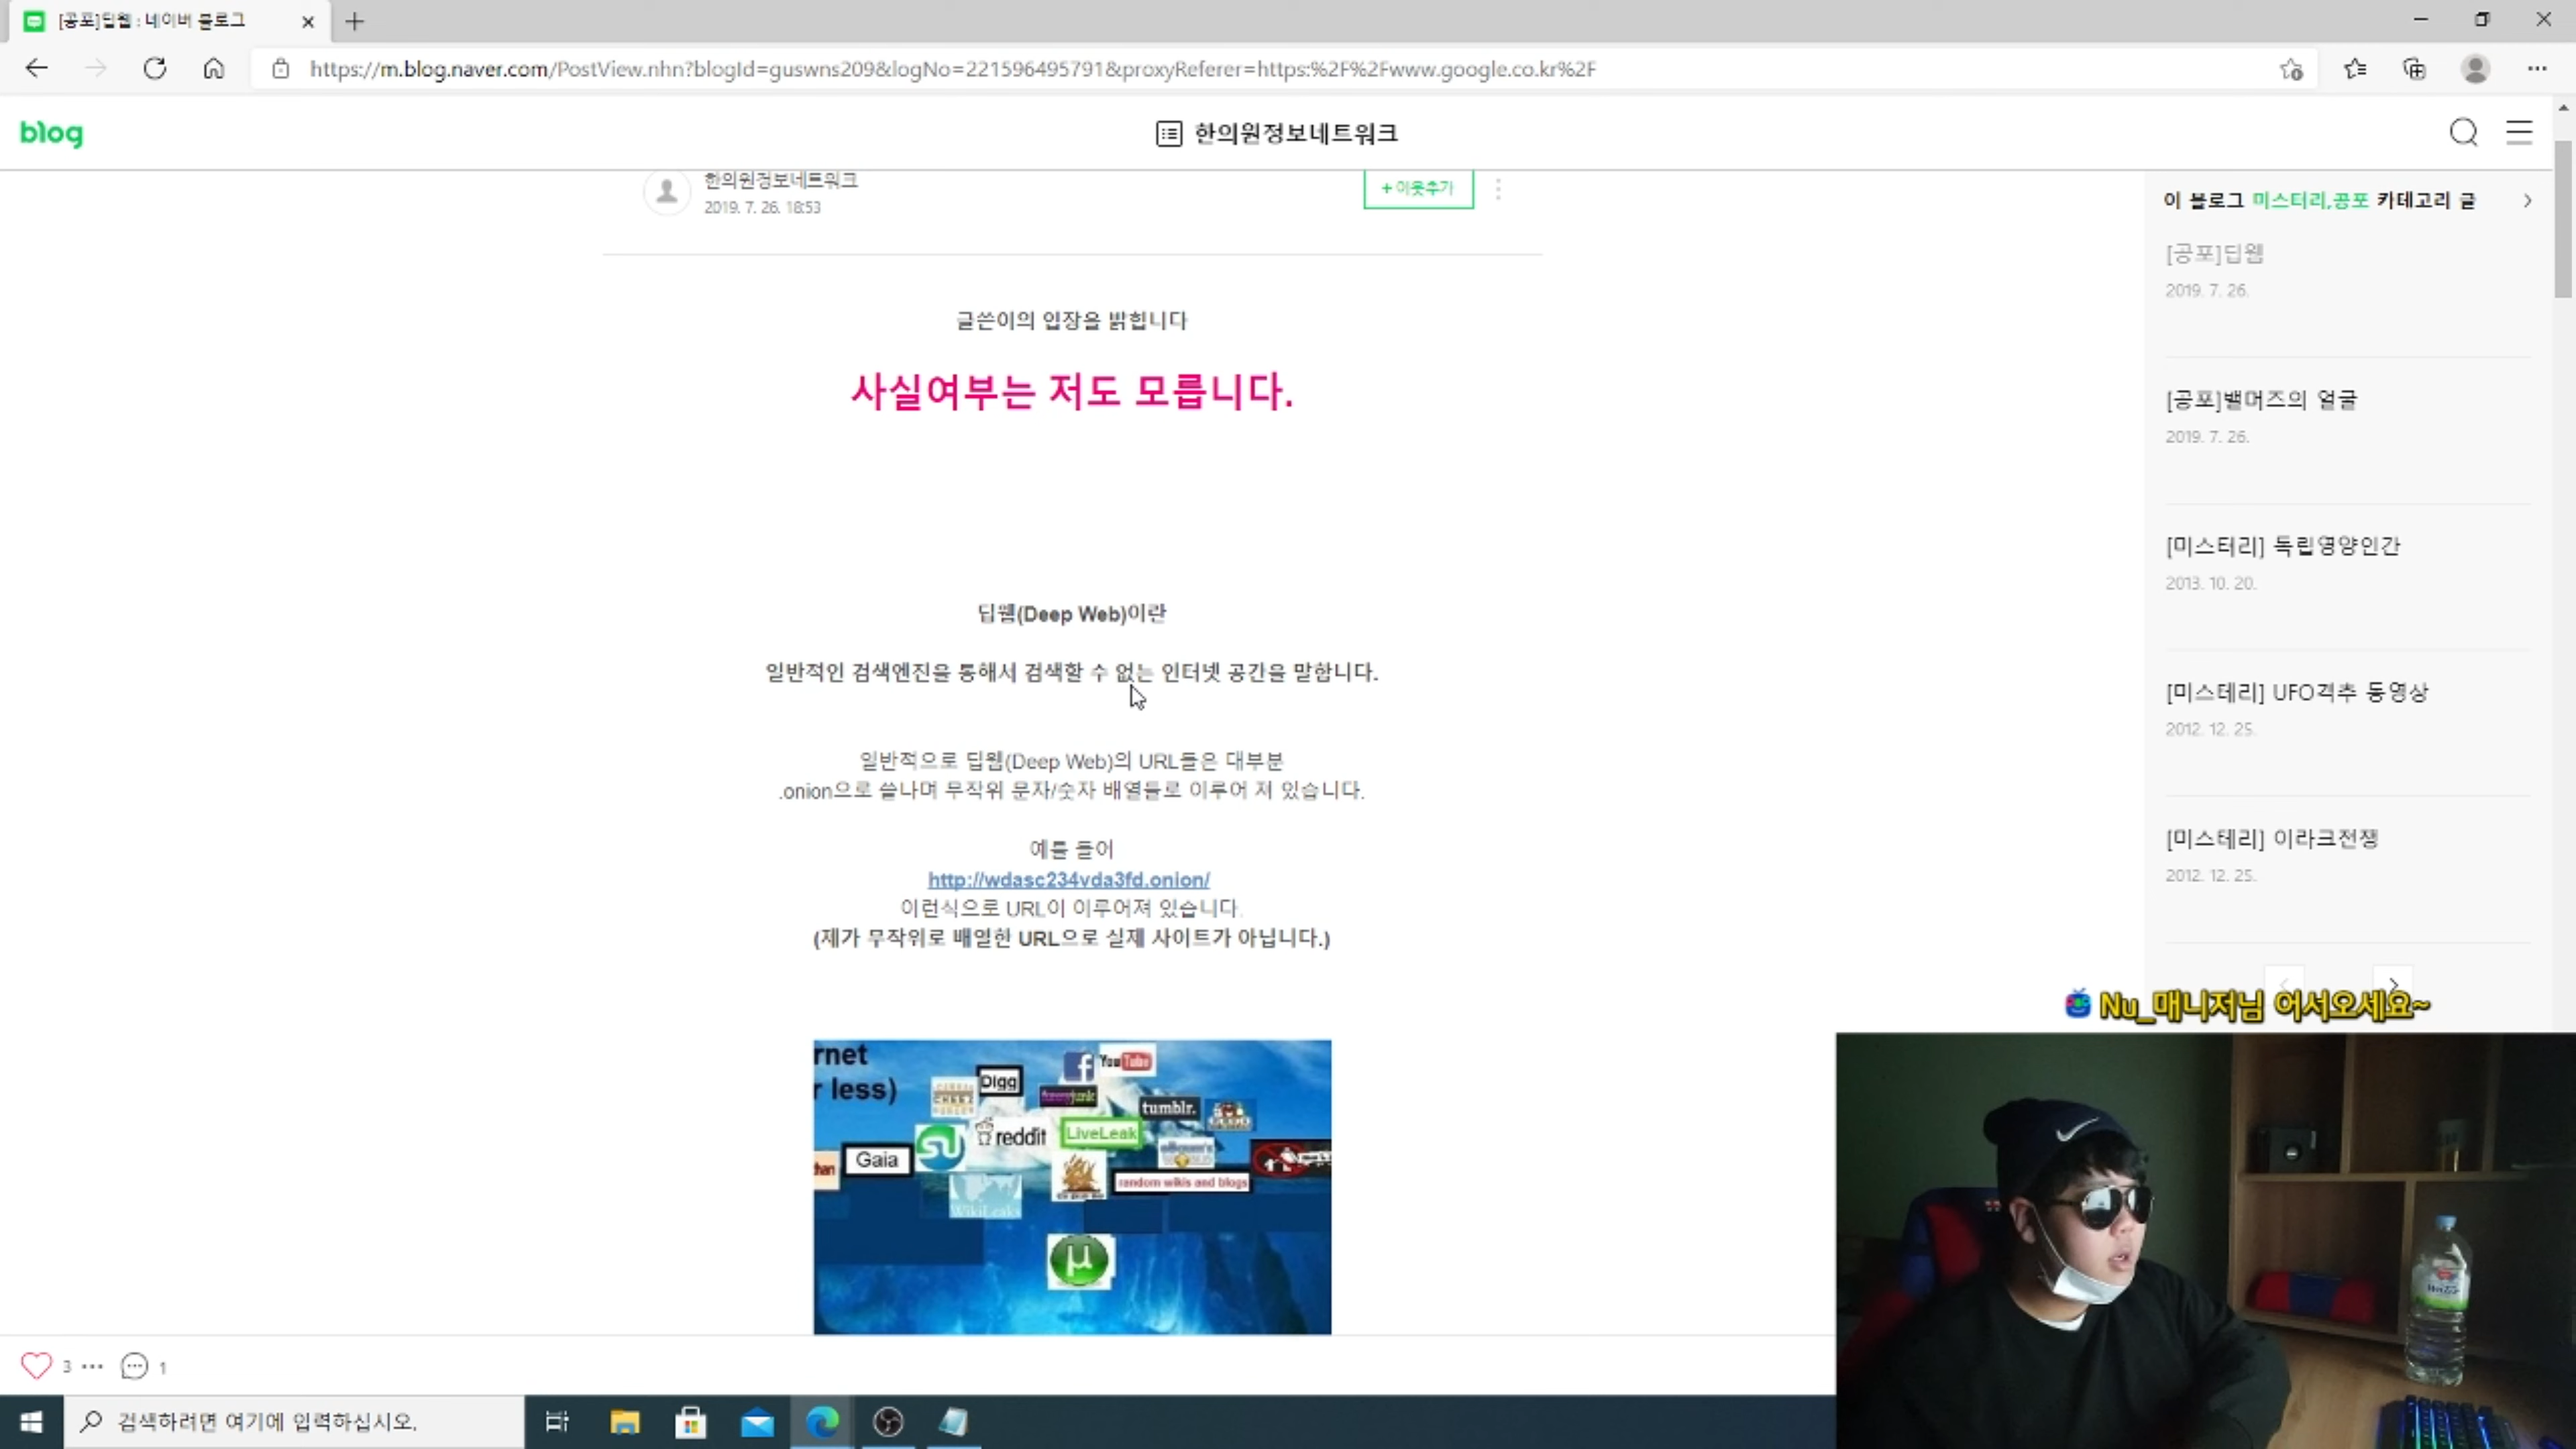 [공포]딥웹 : 네이버 블로그
https://m.blog.naver.com/PostView.nhn?blogId=guswns209&logNo=221596495791&proxyReferer=https:%2F%2Fwww.google.co.kr%2F
blog
한의원정보네트워크
한의원정보네트워크
2019. 7. 26. 18:53
+ 이웃추가
글쓴이의 입장을 밝힙니다
사실여부는 저도 모릅니다.
딥웹(Deep Web)이란
일반적인 검색엔진을 통해서 검색할 수 없는 인터넷 공간을 말합니다.
일반적으로 딥웹(Deep Web)의 URL들은 대부분
.onion으로 끝나며 무작위 문자/숫자 배열들로 이루어 져 있습니다.
예를 들어
http://wdasc234vda3fd.onion/
이런식으로 URL이 이루어져 있습니다.
(제가 무작위로 배열한 URL으로 실제 사이트가 아닙니다.)
rnet
r less)
Digg
f
YouTube
tumblr.
reddit
LiveLeak
Gaia
random wikis and blogs
WikiLeaks
µ
이 블로그 미스터리,공포 카테고리 글
[공포]딥웹
2019. 7. 26.
[공포]밸머즈의 얼굴
2019. 7. 26.
[미스터리] 독립영양인간
2013. 10. 20.
[미스테리] UFO격추 동영상
2012. 12. 25.
[미스테리] 이라크전쟁
2012. 12. 25.
Nu_매니저님 어서오세요~
3
1
검색하려면 여기에 입력하십시오.